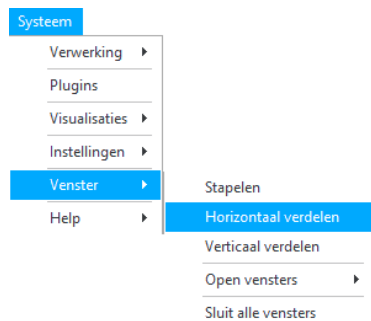 Systeem
Verwerking
Plugins
Visualisaties
Instellingen
Venster
Help
Stapelen
Horizontaal verdelen
Verticaal verdelen
Open vensters
Sluit alle vensters